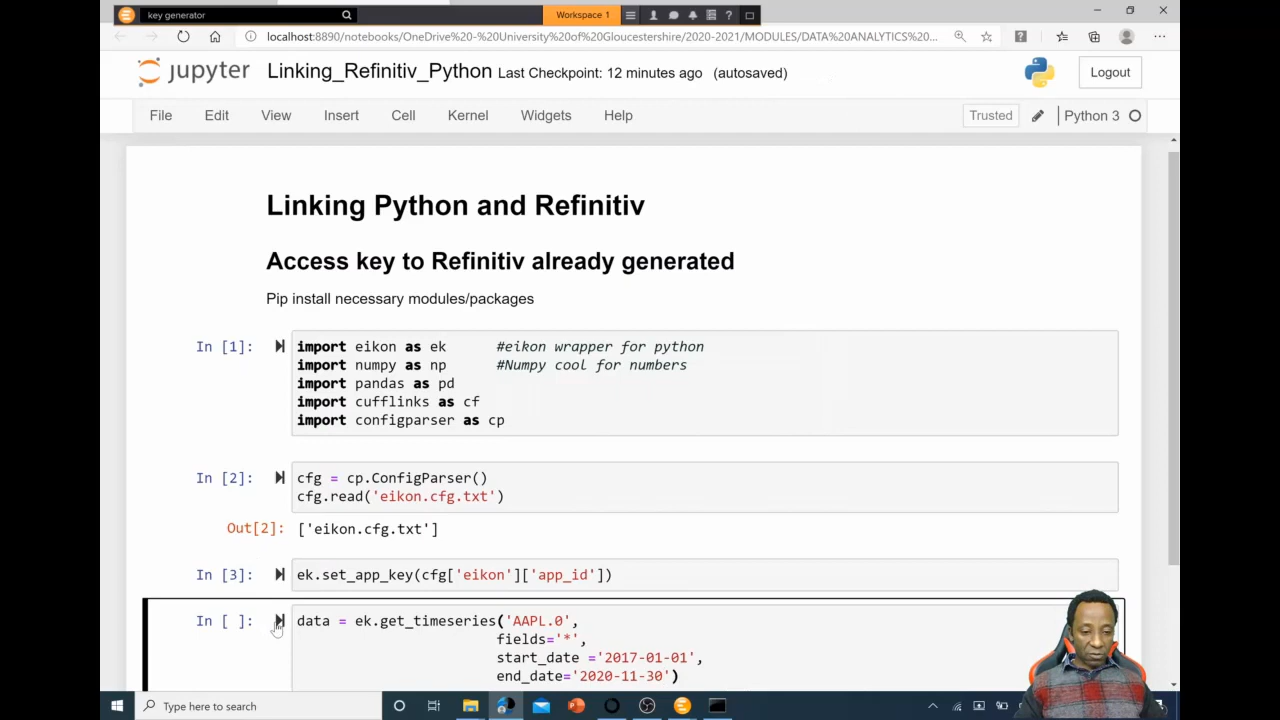 key generator
Workspace 1
?
localhost:8890/notebooks/OneDrive%20-%20University%20of%20Gloucestershire/2020-2021/MODULES/DATA%20ANALYTICS%20...
jupyter Linking_Refinitiv_Python Last Checkpoint: 12 minutes ago (autosaved)
Logout
File Edit View Insert Cell Kernel Widgets Help
Trusted Python 3
Linking Python and Refinitiv
Access key to Refinitiv already generated
Pip install necessary modules/packages
In [1]: import eikon as ek #eikon wrapper for python
import numpy as np #Numpy cool for numbers
import pandas as pd
import cufflinks as cf
import configparser as cp
In [2]: cfg = cp.ConfigParser()
cfg.read('eikon.cfg.txt')
Out[2]: ['eikon.cfg.txt']
In [3]: ek.set_app_key(cfg['eikon']['app_id'])
In [ ]: data = ek.get_timeseries('AAPL.0',
fields='*',
start_date ='2017-01-01',
end_date='2020-11-30')
Type here to search